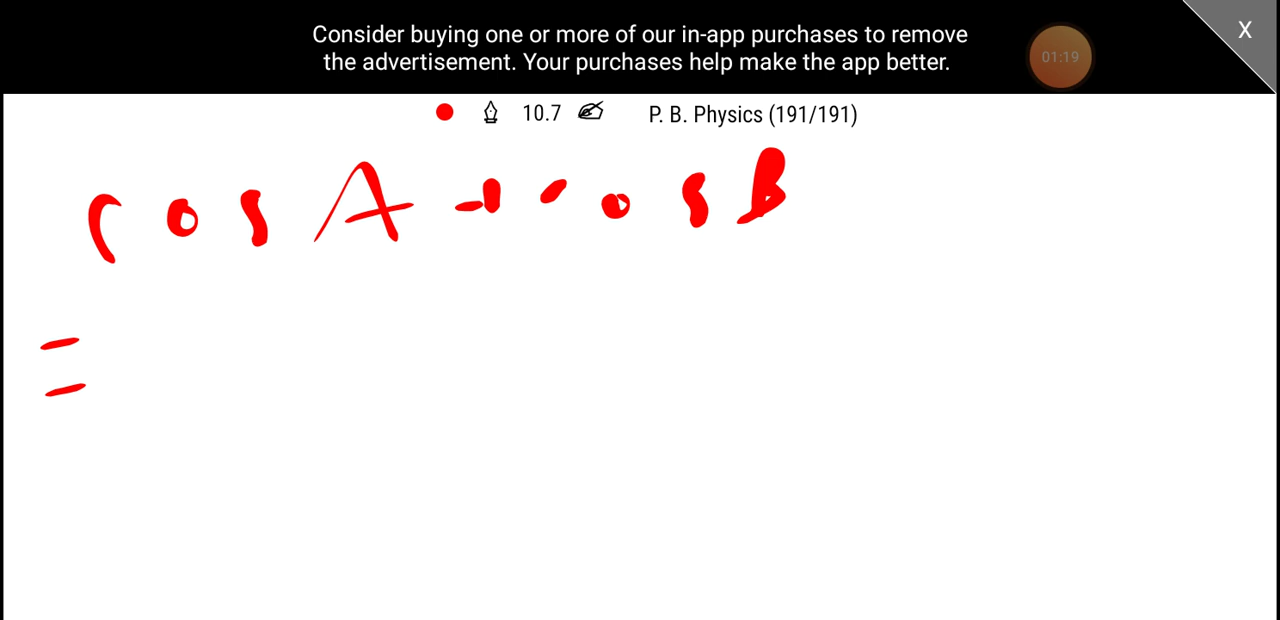 Consider buying one or more of our in-app purchases to remove
the advertisement. Your purchases help make the app better.
X
01:19
10.7 P. B. Physics (191/191)
cos A + cos B
=